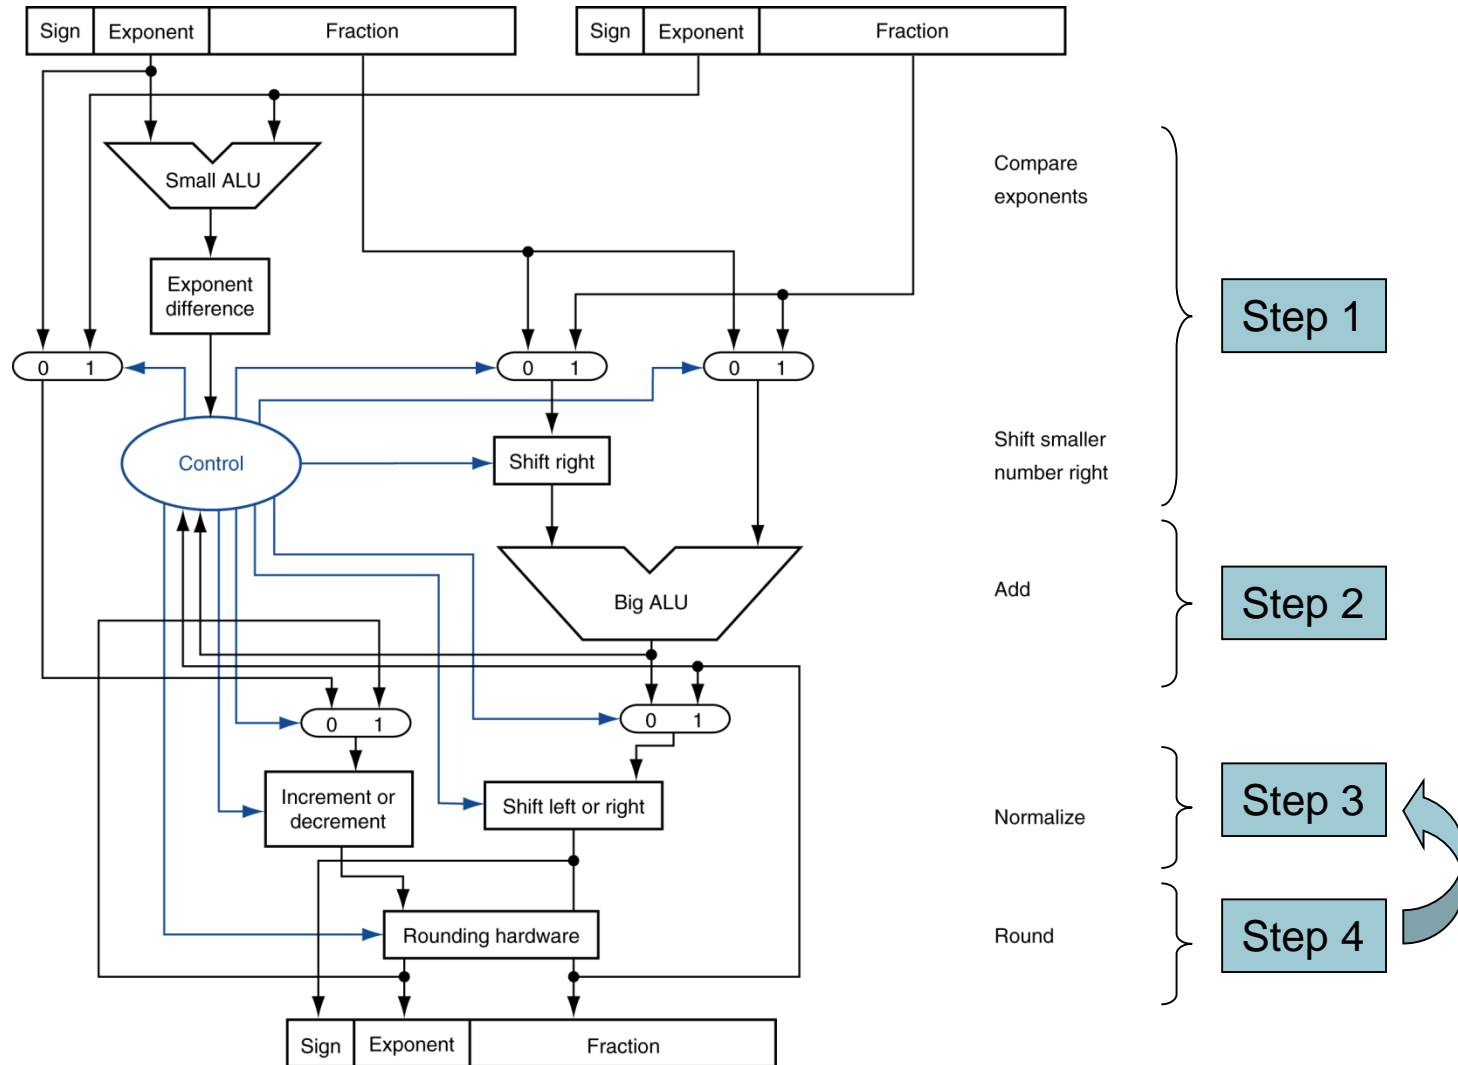 Sign Exponent Fraction Sign Exponent Fraction
Compare
exponents
Small ALU
Exponent
difference
Step 1
0 1 0 1 0 1
Control
Shift right
Shift smaller
number right
Add
Big ALU
Step 2
0 1 0 1
Increment or
decrement
Shift left or right
Normalize
Step 3
Rounding hardware
Round
Step 4
Sign Exponent Fraction